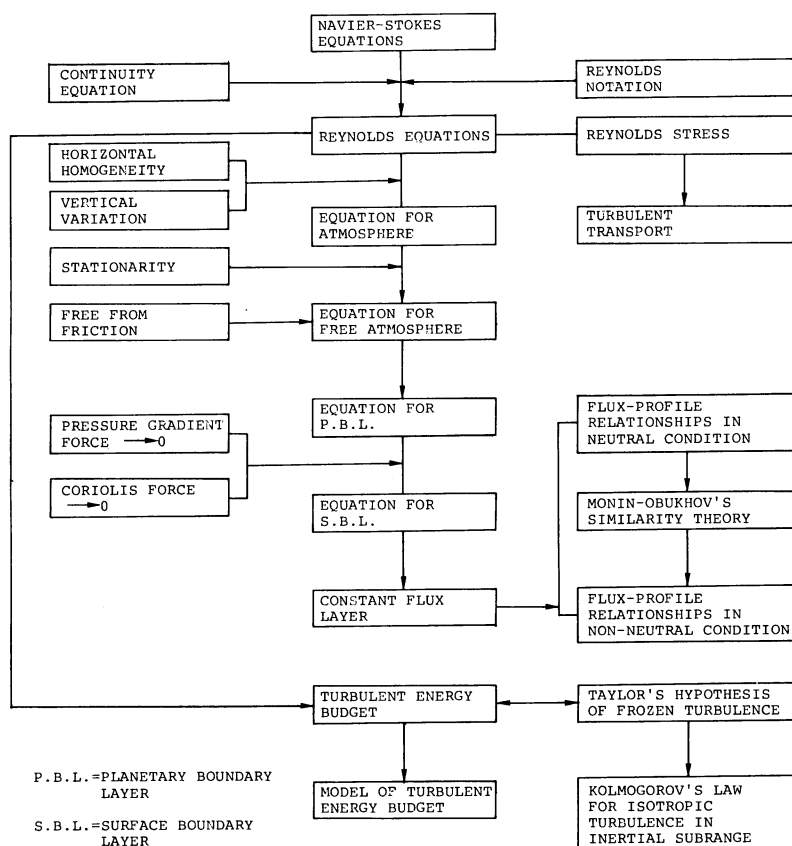 NAVIER-STOKES
EQUATIONS
CONTINUITY
EQUATION
REYNOLDS
NOTATION
REYNOLDS EQUATIONS
REYNOLDS STRESS
HORIZONTAL
HOMOGENEITY
VERTICAL
VARIATION
EQUATION FOR
ATMOSPHERE
TURBULENT
TRANSPORT
STATIONARITY
FREE FROM
FRICTION
EQUATION FOR
FREE ATMOSPHERE
PRESSURE GRADIENT
FORCE →0
EQUATION FOR
P.B.L.
FLUX-PROFILE
RELATIONSHIPS IN
NEUTRAL CONDITION
CORIOLIS FORCE
→0
EQUATION FOR
S.B.L.
MONIN-OBUKHOV'S
SIMILARITY THEORY
CONSTANT FLUX
LAYER
FLUX-PROFILE
RELATIONSHIPS IN
NON-NEUTRAL CONDITION
TURBULENT ENERGY
BUDGET
TAYLOR'S HYPOTHESIS
OF FROZEN TURBULENCE
P.B.L.=PLANETARY BOUNDARY
LAYER
S.B.L.=SURFACE BOUNDARY
LAYER
MODEL OF TURBULENT
ENERGY BUDGET
KOLMOGOROV'S LAW
FOR ISOTROPIC
TURBULENCE IN
INERTIAL SUBRANGE